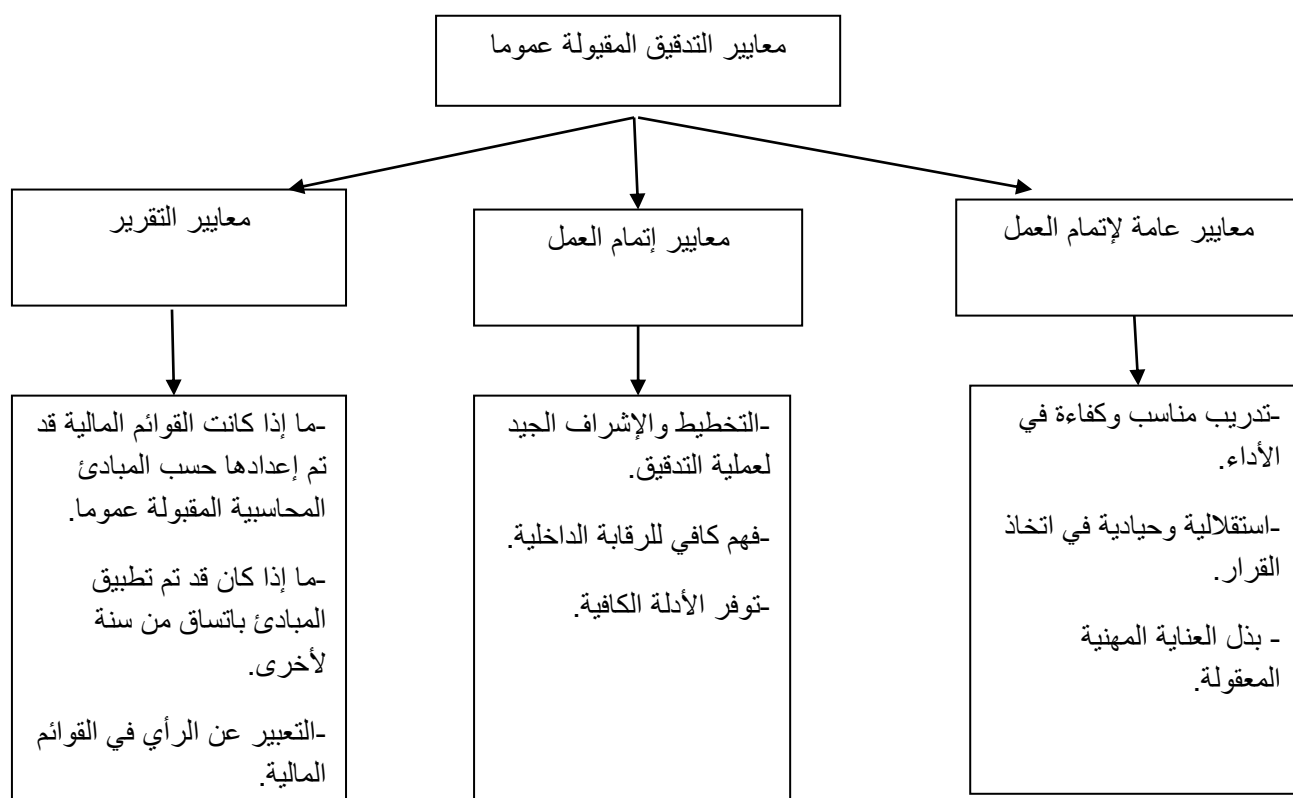 معايير التدقيق المقبولة عموما
معايير عامة لإتمام العمل
معايير إتمام العمل
معايير التقرير
-تدريب مناسب وكفاءة في
الأداء.
-استقلالية وحيادية في اتخاذ
القرار.
- بذل العناية المهنية
المعقولة.
-التخطيط والإشراف الجيد
لعملية التدقيق.
-فهم كافي للرقابة الداخلية.
-توفر الأدلة الكافية.
-ما إذا كانت القوائم المالية قد
تم إعدادها حسب المبادئ
المحاسبية المقبولة عموما.
-ما إذا كان قد تم تطبيق
المبادئ باتساق من سنة
لأخرى.
-التعبير عن الرأي في القوائم
المالية.